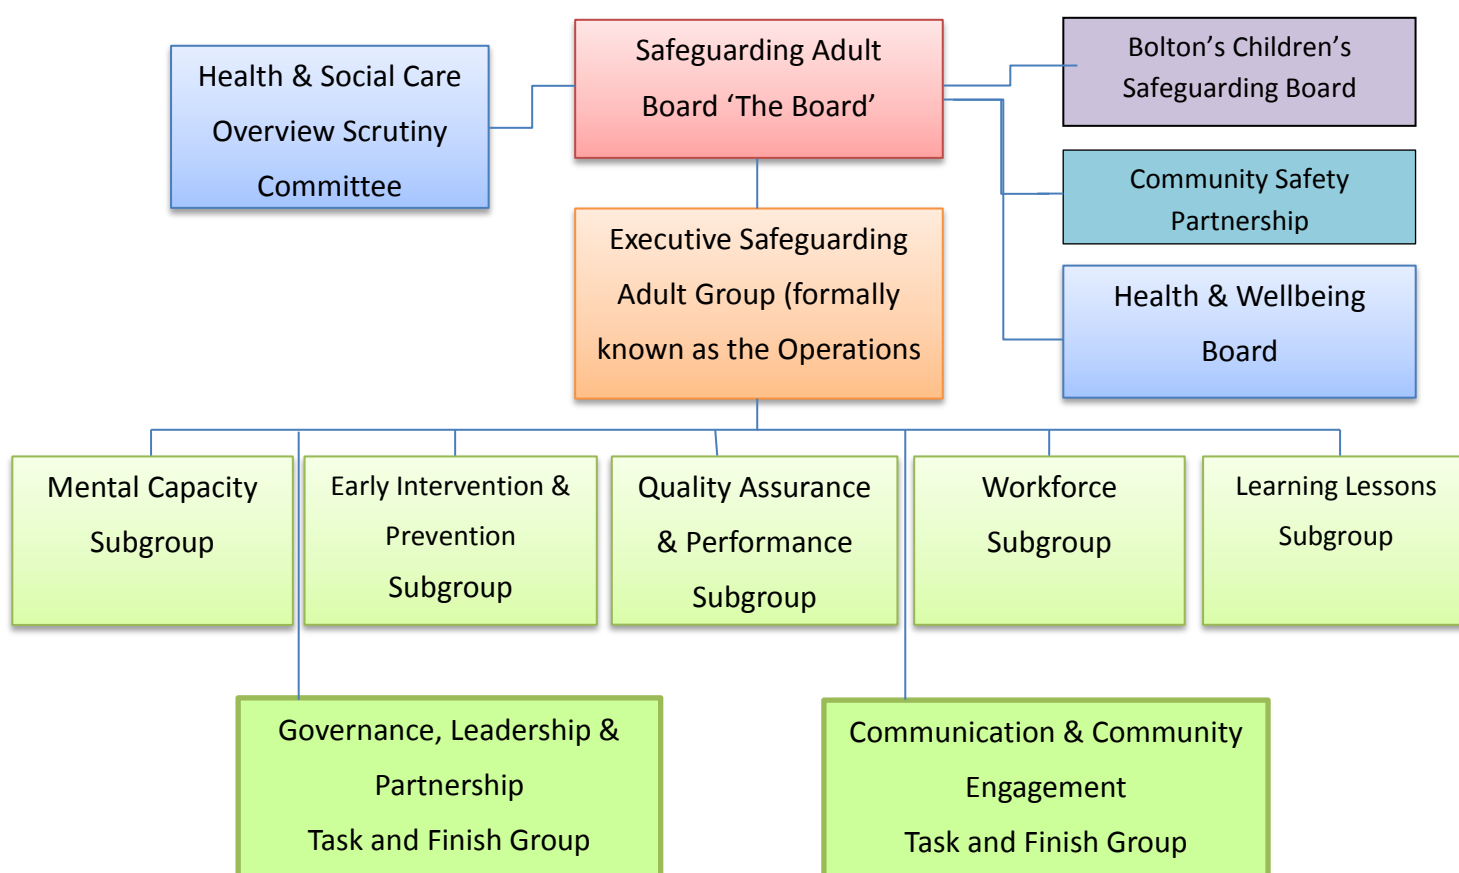 Health & Social Care
Overview Scrutiny
Committee
Safeguarding Adult
Board ‘The Board’
Bolton’s Children’s
Safeguarding Board
Community Safety
Partnership
Health & Wellbeing
Board
Executive Safeguarding
Adult Group (formally
known as the Operations
Mental Capacity
Subgroup
Early Intervention &
Prevention
Subgroup
Quality Assurance
& Performance
Subgroup
Workforce
Subgroup
Learning Lessons
Subgroup
Governance, Leadership &
Partnership
Task and Finish Group
Communication & Community
Engagement
Task and Finish Group